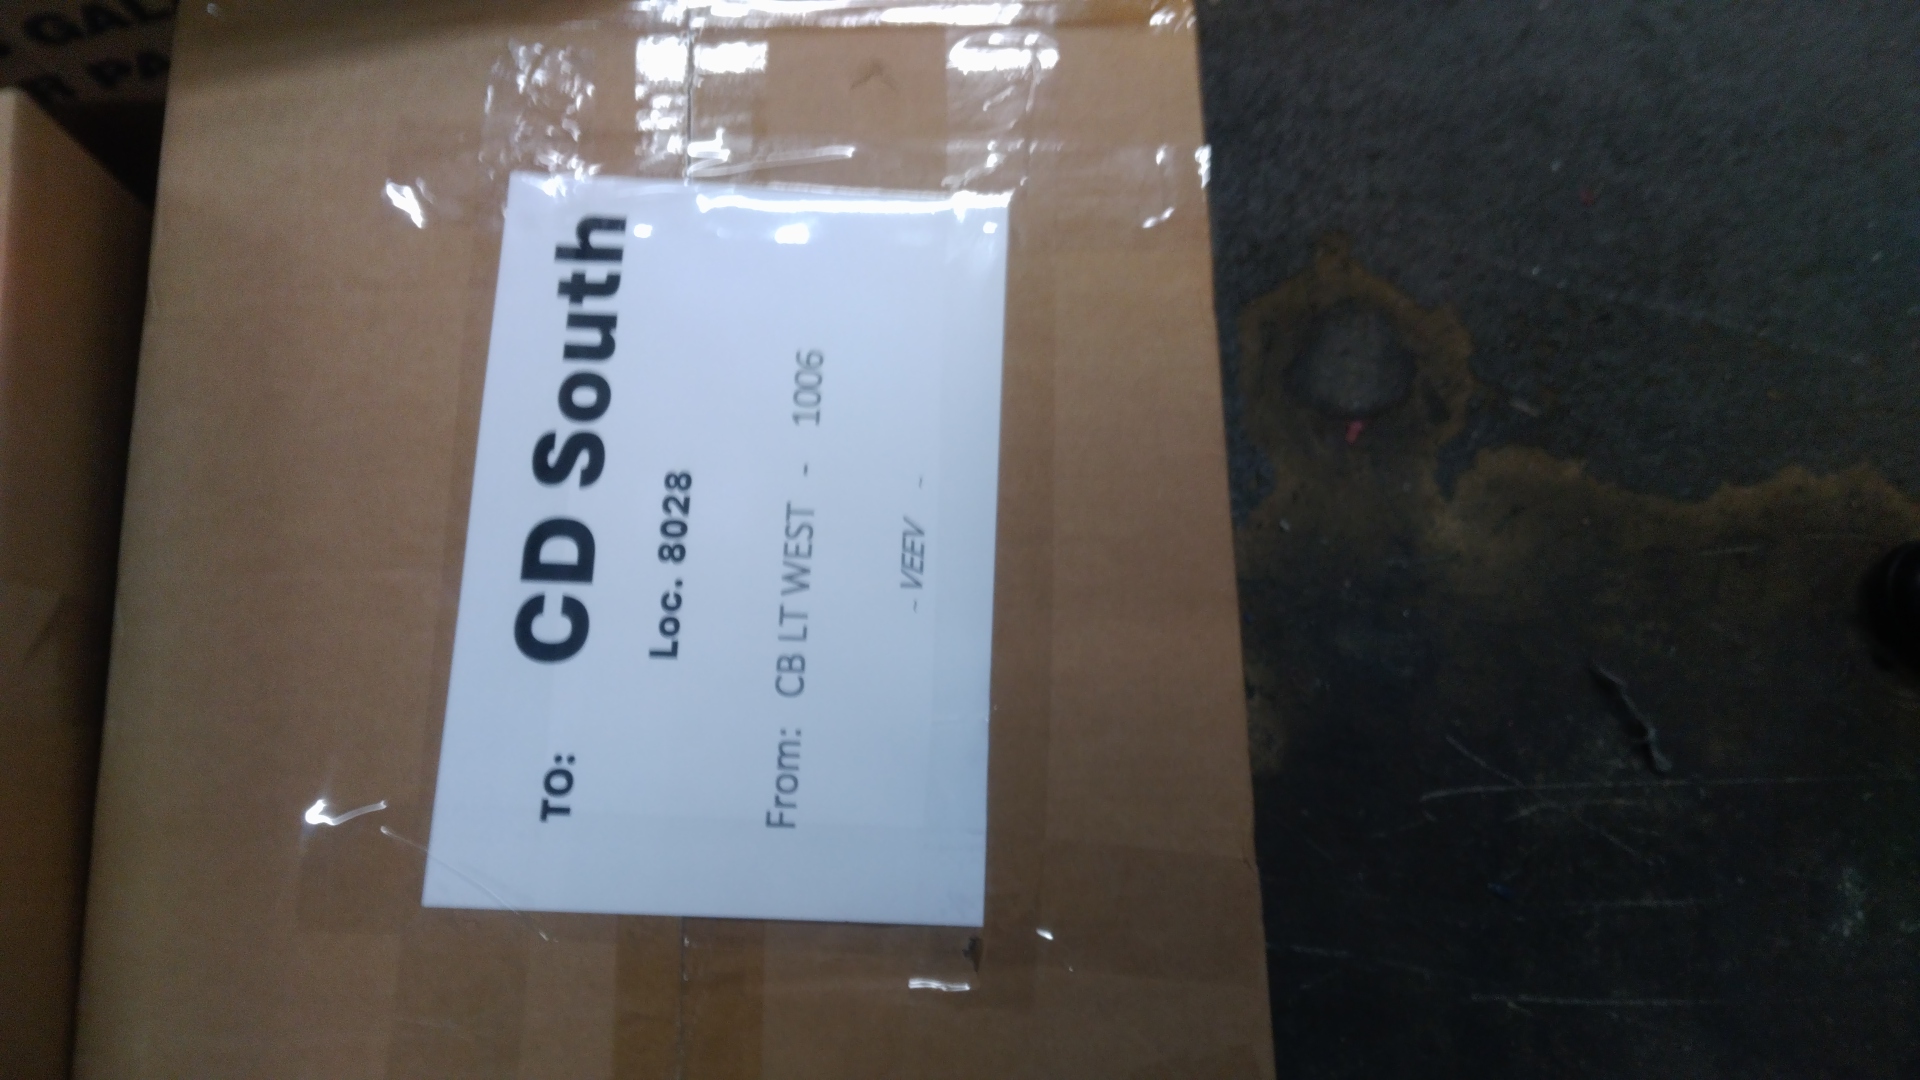 TO: CD South
Loc. 8028
From: CB LT WEST - 1006
~ VEEV ~